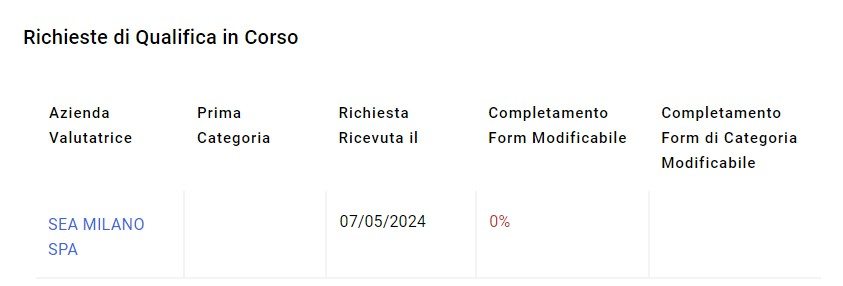 Richieste di Qualifica in Corso
Azienda Valutatrice
Prima Categoria
Richiesta Ricevuta il
Completamento Form Modificabile
Completamento Form di Categoria Modificabile
SEA MILANO SPA
07/05/2024
0%